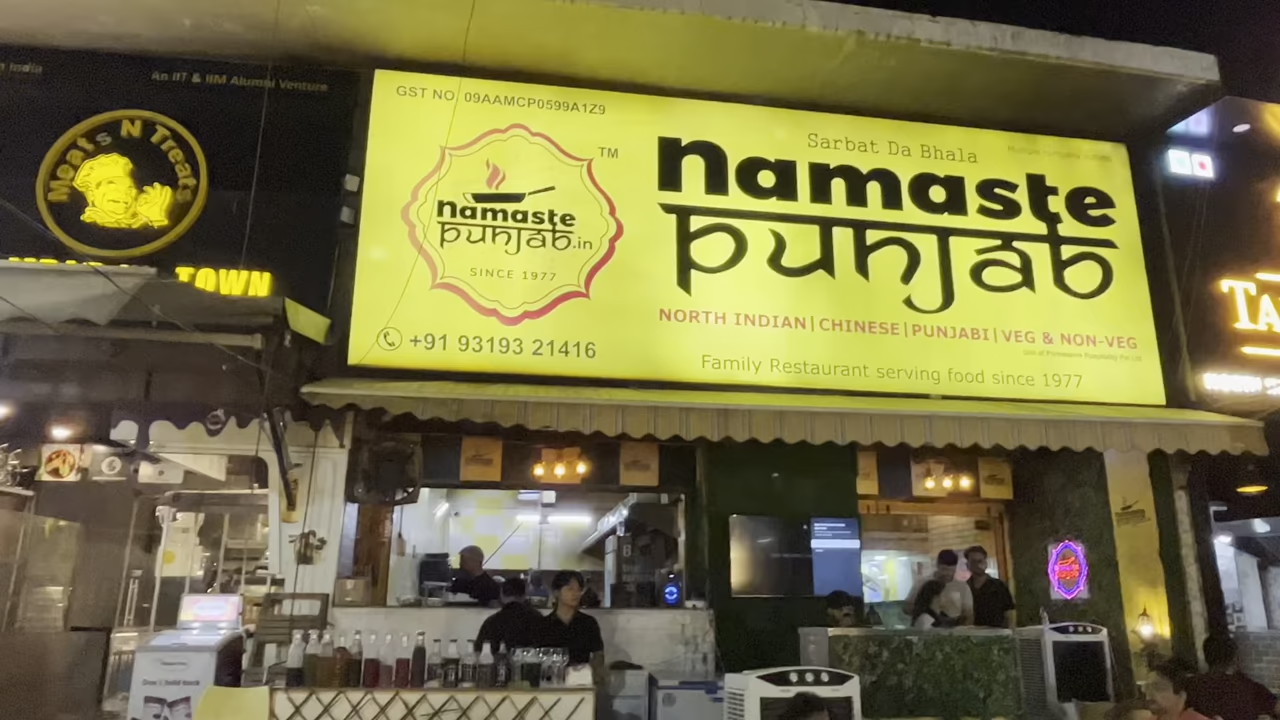 n India
An IIT & IIM Alumni Venture
Meat's N Treats
TOWN
GST NO 09AAMCP0599A1Z9
TM
namaste
punjab.in
SINCE 1977
+91 93193 21416
Sarbat Da Bhala
namaste
punjab
NORTH INDIAN | CHINESE | PUNJABI | VEG & NON-VEG
Family Restaurant serving food since 1977
TA